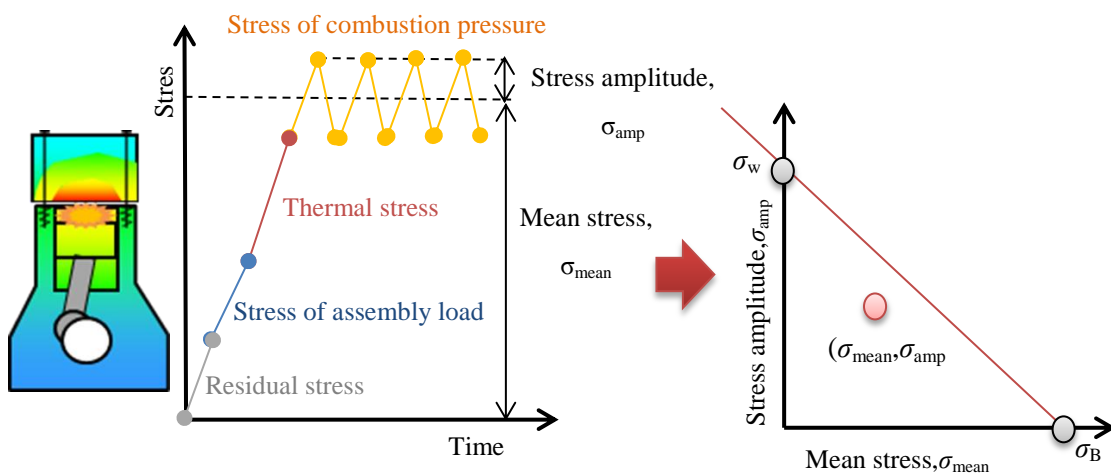 Stress of combustion pressure
Stres
Stress amplitude,
σamp
Thermal stress
Mean stress,
σmean
Stress of assembly load
Residual stress
Time
σw
Stress amplitude,σamp
(σmean,σamp
σB
Mean stress,σmean